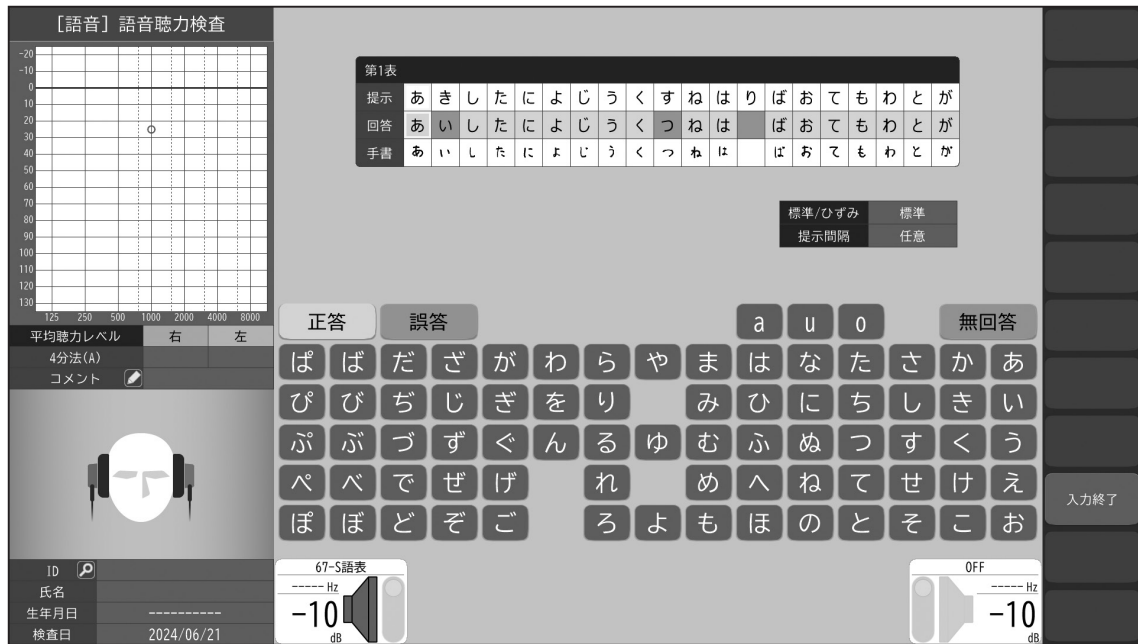 ［語音］語音聴力検査
-20
-10
0
10
20
30
40
50
60
70
80
90
100
110
130
125 250 500 1000 2000 4000 8000
平均聴力レベル 右 左
4分法(A)
コメント
ID
氏名
生年月日 ----------
検査日 2024/06/21
第1表
提示 あ き し た に よ じ う く す ね は り ば お て も わ と が
回答 あ い し た に よ じ う く つ ね は ば お て も わ と が
手書 あ い し た に よ じ う く つ ね は ば お て も わ と が
標準/ひずみ 標準
提示間隔 任意
正答 誤答 a u o 無回答
ぱ ば だ ざ が わ ら や ま は な た さ か あ
ぴ び ぢ じ ぎ を り み ひ に ち し き い
ぷ ぶ づ ず ぐ ん る ゆ む ふ ぬ つ す く う
ぺ べ で ぜ げ れ め へ ね て せ け え
ぽ ぼ ど ぞ ご ろ よ も ほ の と そ こ お
67-S語表
----- Hz
-10
dB
OFF
----- Hz
-10
dB
入力終了